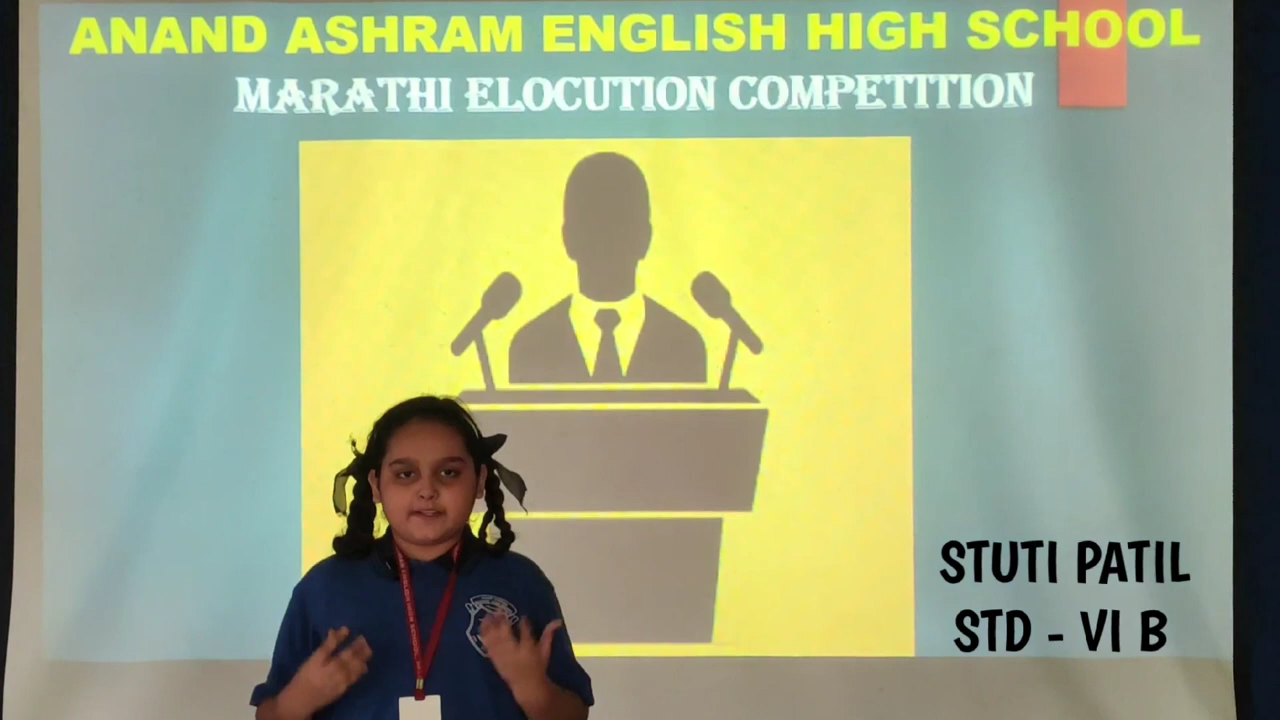 ANAND ASHRAM ENGLISH HIGH SCHOOL
MARATHI ELOCUTION COMPETITION
STUTI PATIL
STD - VI B